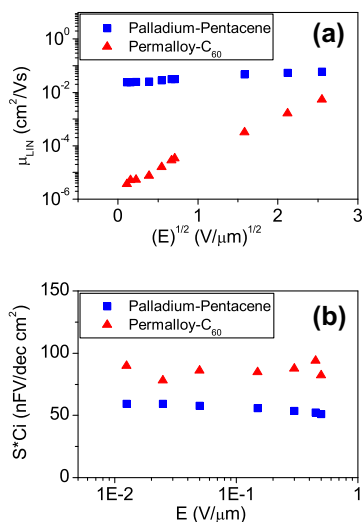 10⁰
10⁻²
10⁻⁴
10⁻⁶
μ_LIN (cm²/Vs)
Palladium-Pentacene
Permalloy-C₆₀
(a)
0 1 2 3
(E)^1/2 (V/μm)^1/2
150
100
50
0
S*Ci (nFV/dec cm²)
Palladium-Pentacene
Permalloy-C₆₀
(b)
1E-2 1E-1 1
E (V/μm)